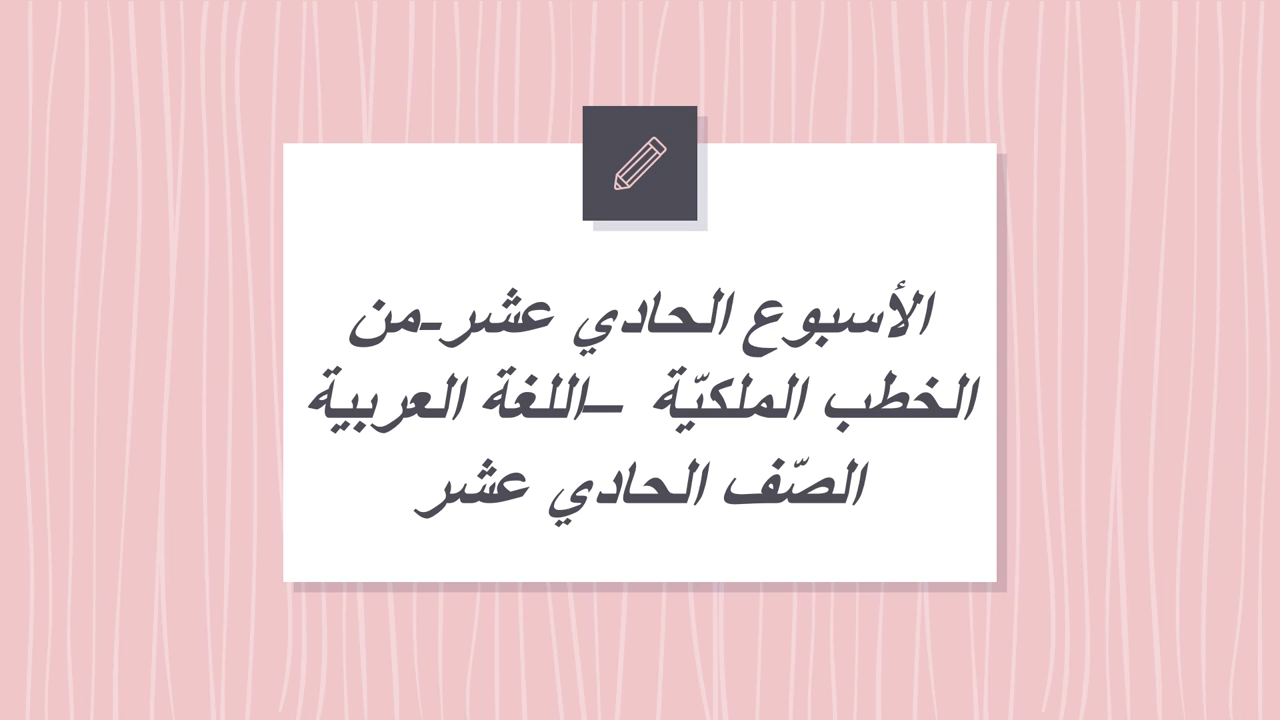 الأسبوع الحادي عشر-من
الخطب الملكيّة –اللغة العربية
الصّف الحادي عشر